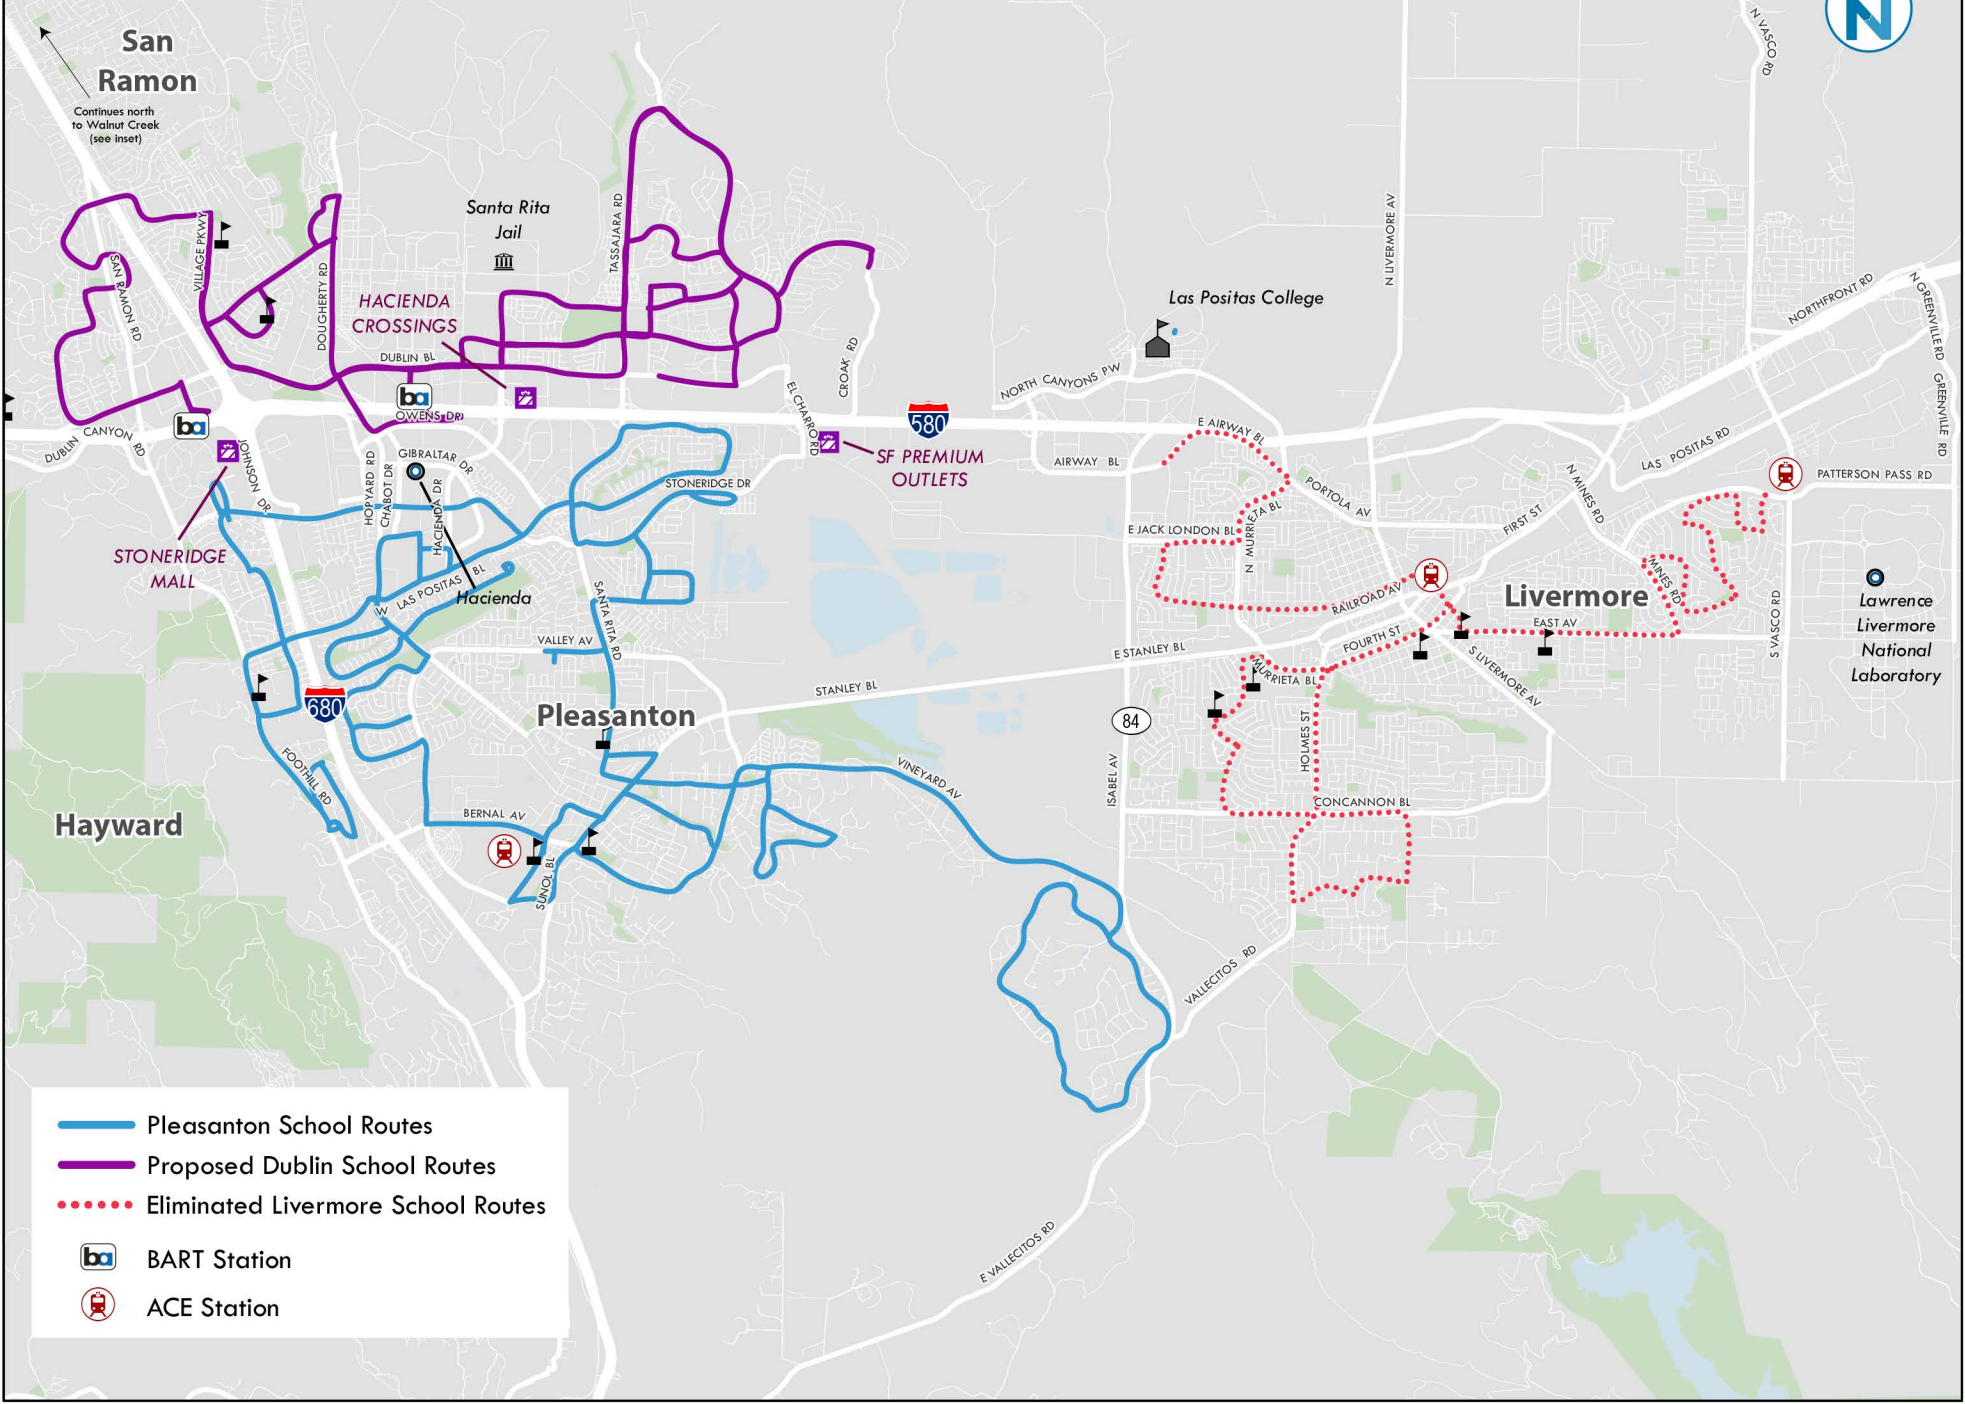 San
Ramon
Continues north
to Walnut Creek
(see inset)
N
N VASCO RD
Santa Rita
Jail
VILLAGE PKWY
SAN RAMON RD
DOUGHERTY RD
TASSAJARA RD
HACIENDA
CROSSINGS
DUBLIN BL
ba
OWENS DR
ba
DUBLIN CANYON RD
JOHNSON DR
HOPYARD RD
CHABOT DR
GIBRALTAR DR
HACIENDA DR
STONERIDGE
MALL
W LAS POSITAS BL
Hacienda
CROAK RD
EL CHARRO RD
580
SF PREMIUM
OUTLETS
STONERIDGE DR
SANTA RITA RD
VALLEY AV
Pleasanton
STANLEY BL
680
FOOTHILL RD
Hayward
BERNAL AV
SUNOL BL
VINEYARD AV
Las Positas College
NORTH CANYONS PW
N LIVERMORE AV
NORTHFRONT RD
N GREENVILLE RD
GREENVILLE RD
E AIRWAY BL
AIRWAY BL
PORTOLA AV
LAS POSITAS RD
PATTERSON PASS RD
N MINES RD
FIRST ST
E JACK LONDON BL
N MURRIETA BL
RAILROAD AV
Livermore
MINES RD
EAST AV
S VASCO RD
Lawrence
Livermore
National
Laboratory
FOURTH ST
E STANLEY BL
MURRIETA BL
S LIVERMORE AV
84
ISABEL AV
HOLMES ST
CONCANNON BL
VALLECITOS RD
E VALLECITOS RD
Pleasanton School Routes
Proposed Dublin School Routes
Eliminated Livermore School Routes
ba
BART Station
ACE Station